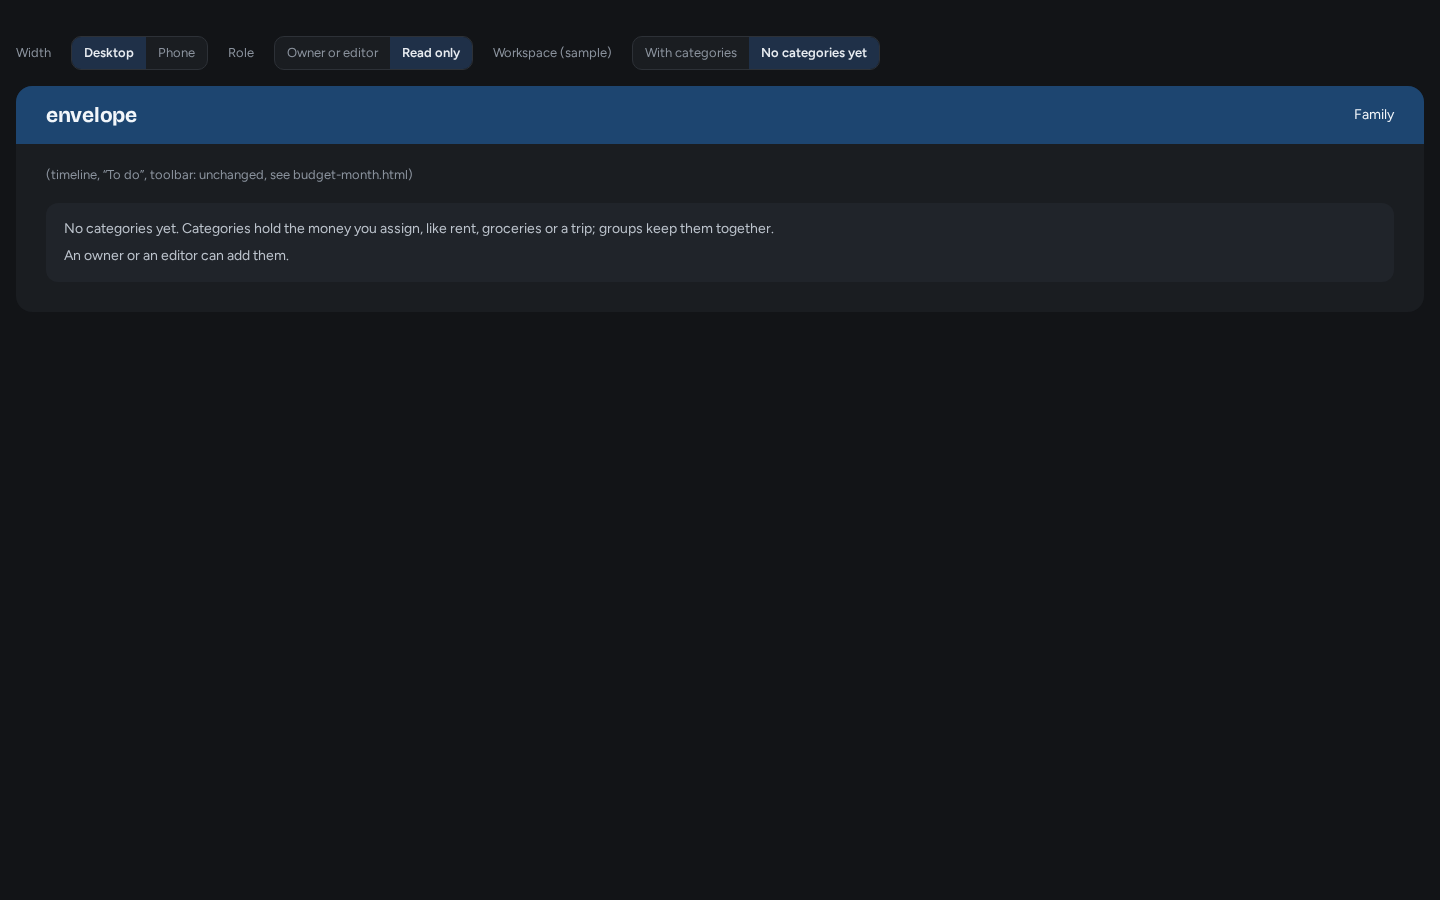 Width Desktop Phone Role Owner or editor Read only Workspace (sample) With categories No categories yet
envelope Family
(timeline, “To do”, toolbar: unchanged, see budget-month.html)
No categories yet. Categories hold the money you assign, like rent, groceries or a trip; groups keep them together.
An owner or an editor can add them.